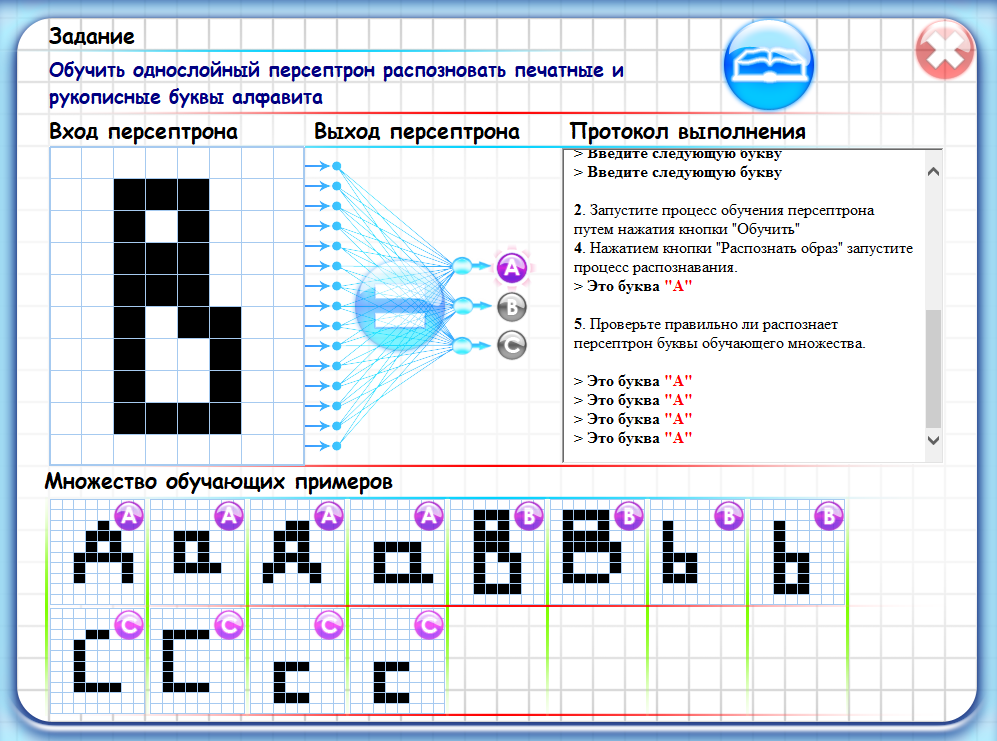 Задание
Обучить однослойный персептрон распозновать печатные и
рукописные буквы алфавита
Вход персептрона
Выход персептрона
Протокол выполнения
> Введите следующую букву
> Введите следующую букву
2. Запустите процесс обучения персептрона
путем нажатия кнопки "Обучить"
4. Нажатием кнопки "Распознать образ" запустите
процесс распознавания.
> Это буква "А"
5. Проверьте правильно ли распознает
персептрон буквы обучающего множества.
> Это буква "А"
> Это буква "А"
> Это буква "А"
> Это буква "А"
A
B
C
Множество обучающих примеров
A A A A B B B B
C C C C